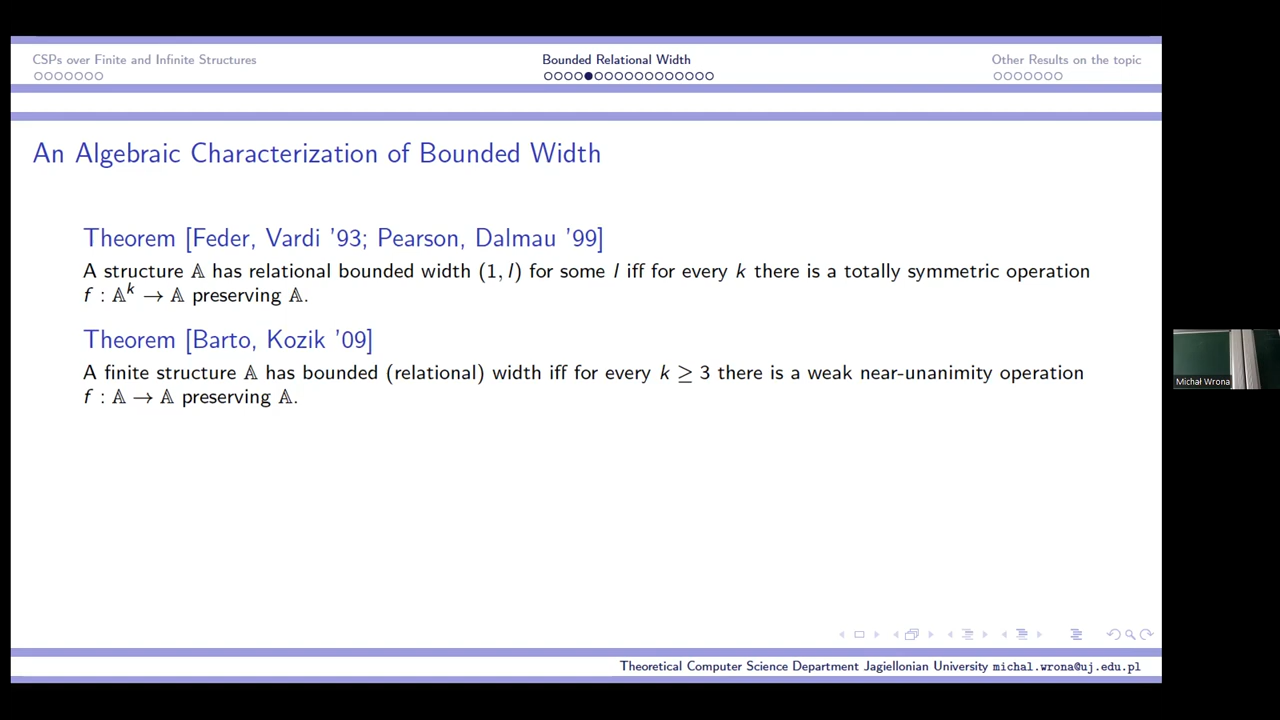 CSPs over Finite and Infinite Structures
Bounded Relational Width
Other Results on the topic
An Algebraic Characterization of Bounded Width
Theorem [Feder, Vardi '93; Pearson, Dalmau '99]
A structure 𝔸 has relational bounded width (1, l) for some l iff for every k there is a totally symmetric operation
f : 𝔸^k → 𝔸 preserving 𝔸.
Theorem [Barto, Kozik '09]
A finite structure 𝔸 has bounded (relational) width iff for every k ≥ 3 there is a weak near-unanimity operation
f : 𝔸 → 𝔸 preserving 𝔸.
Michał Wrona
Theoretical Computer Science Department Jagiellonian University michal.wrona@uj.edu.pl